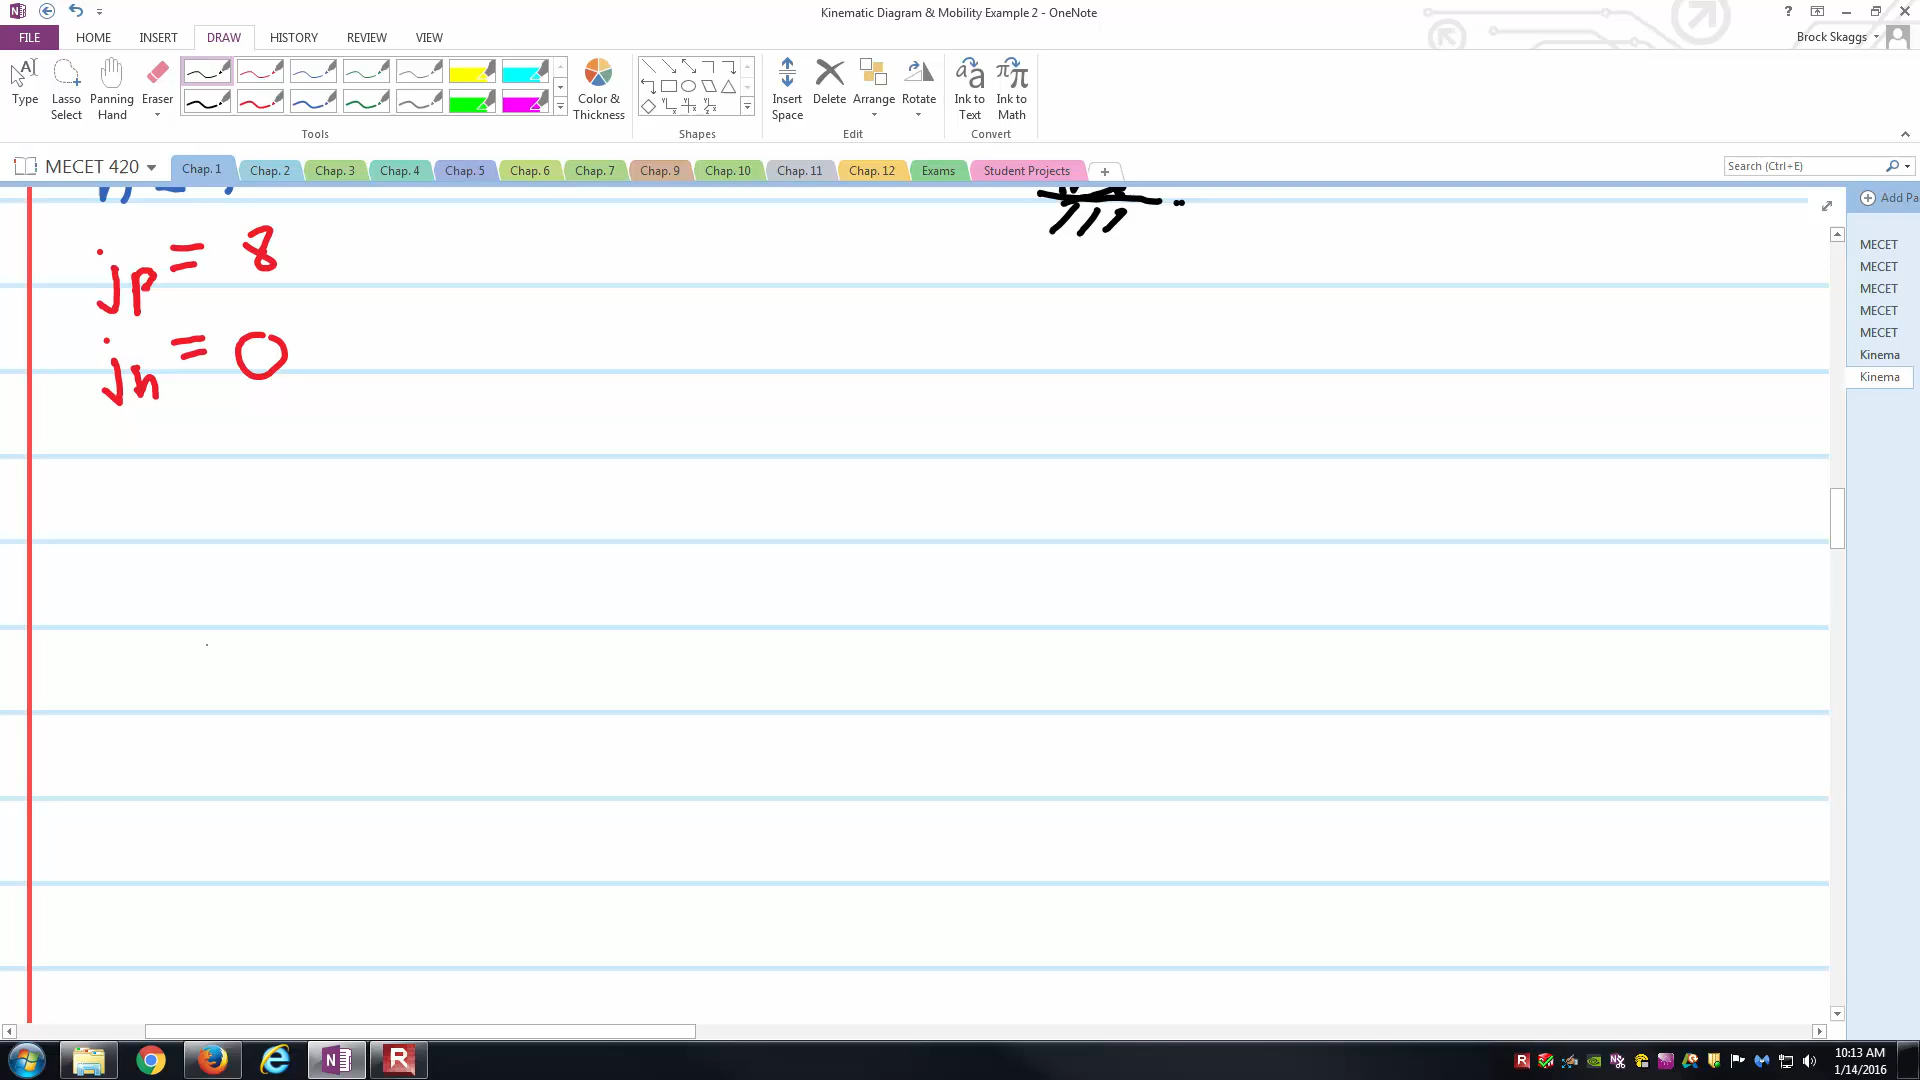 Kinematic Diagram & Mobility Example 2 - OneNote
FILE HOME INSERT DRAW HISTORY REVIEW VIEW
Brock Skaggs
Type Lasso Select Panning Hand Eraser Color & Thickness Insert Space Delete Arrange Rotate Ink to Text Ink to Math
Tools Shapes Edit Convert
MECET 420 Chap. 1 Chap. 2 Chap. 3 Chap. 4 Chap. 5 Chap. 6 Chap. 7 Chap. 9 Chap. 10 Chap. 11 Chap. 12 Exams Student Projects
Search (Ctrl+E)
Add Pa
MECET
MECET
MECET
MECET
MECET
Kinema
Kinema
jp = 8
jh = 0
10:13 AM
1/14/2016